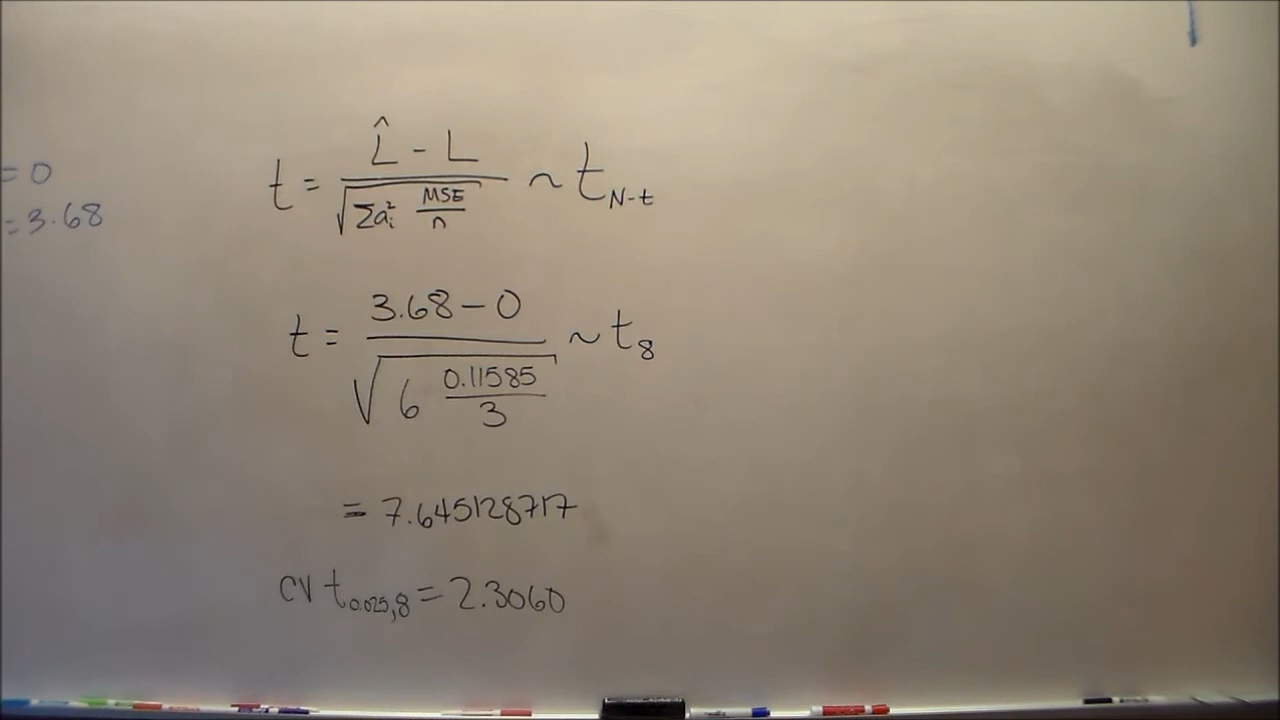 = 0
= 3.68
t = (L̂ - L) / √(Σaᵢ² MSE/n) ~ t_N-t
t = (3.68 - 0) / √(6 0.11585/3) ~ t_8
= 7.645128717
CV t_0.025,8 = 2.3060